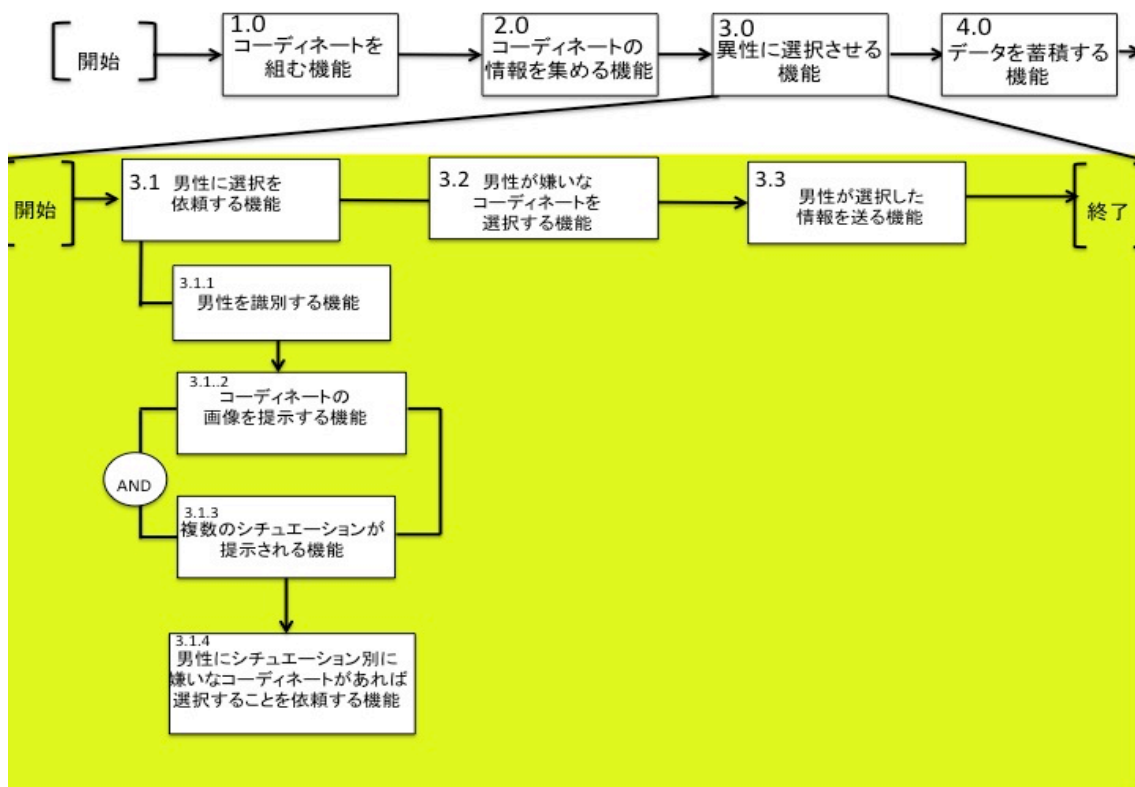 開始
1.0
コーディネートを
組む機能
2.0
コーディネートの
情報を集める機能
3.0
異性に選択させる
機能
4.0
データを蓄積する
機能
開始
3.1 男性に選択を
依頼する機能
3.2 男性が嫌いな
コーディネートを
選択する機能
3.3
男性が選択した
情報を送る機能
終了
3.1.1
男性を識別する機能
3.1..2
コーディネートの
画像を提示する機能
AND
3.1.3
複数のシチュエーションが
提示される機能
3.1.4
男性にシチュエーション別に
嫌いなコーディネートがあれば
選択することを依頼する機能